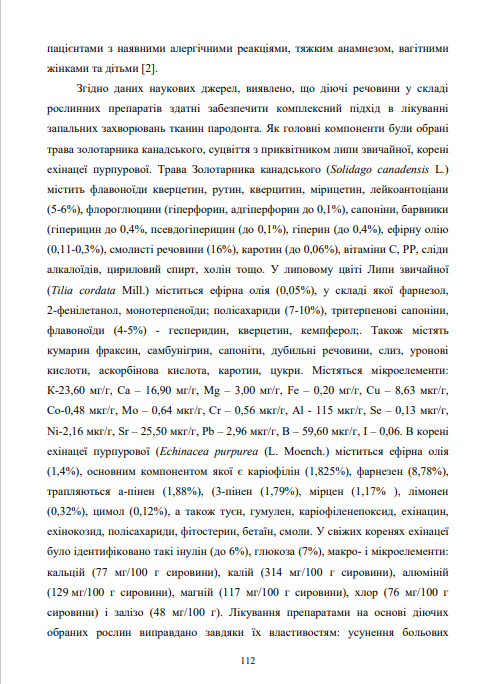 пацієнтами з наявними алергічними реакціями, тяжким анамнезом, вагітними
жінками та дітьми [2].
Згідно даних наукових джерел, виявлено, що діючі речовини у складі
рослинних препаратів здатні забезпечити комплексний підхід в лікуванні
запальних захворювань тканин пародонта. Як головні компоненти були обрані
трава золотарника канадського, суцвіття з приквітником липи звичайної, корені
ехінацеї пурпурової. Трава Золотарника канадського (Solidago canadensis L.)
містить флавоноїди кверцетин, рутин, кверцитин, мірицетин, лейкоантоціани
(5-6%), флороглюцини (гіперфорин, адгіперфорин до 0,1%), сапоніни, барвники
(гіперицин до 0,4%, псевдогіперицин (до 0,1%), гіперин (до 0,4%), ефірну олію
(0,11-0,3%), смолисті речовини (16%), каротин (до 0,06%), вітаміни С, РР, сліди
алкалоїдів, цириловий спирт, холін тощо. У липовому цвіті Липи звичайної
(Tilia cordata Mill.) міститься ефірна олія (0,05%), у складі якої фарнезол,
2-фенілетанол, монотерпеноїди; полісахариди (7-10%), тритерпенові сапоніни,
флавоноїди (4-5%) - гесперидин, кверцетин, кемпферол;. Також містять
кумарин фраксин, самбунігрин, сапоніти, дубильні речовини, слиз, уронові
кислоти, аскорбінова кислота, каротин, цукри. Містяться мікроелементи:
К-23,60 мг/г, Са – 16,90 мг/г, Mg – 3,00 мг/г, Fe – 0,20 мг/г, Cu – 8,63 мкг/г,
Co-0,48 мкг/г, Mo – 0,64 мкг/г, Cr – 0,56 мкг/г, Al - 115 мкг/г, Se – 0,13 мкг/г,
Ni-2,16 мкг/г, Sr – 25,50 мкг/г, Pb – 2,96 мкг/г, B – 59,60 мкг/г, I – 0,06. В корені
ехінацеї пурпурової (Echinacea purpurea (L. Moench.) міститься ефірна олія
(1,4%), основним компонентом якої є каріофілін (1,825%), фарнезен (8,78%),
трапляються a-пінен (1,88%), (3-пінен (1,79%), мірцен (1,17% ), лімонен
(0,32%), цимол (0,12%), а також туєн, гумулен, каріофіленепоксид, ехінацин,
ехінокозид, полісахариди, фітостерин, бетаїн, смоли. У свіжих коренях ехінацеї
було ідентифіковано такі інулін (до 6%), глюкоза (7%), макро- і мікроелементи:
кальцій (77 мг/100 г сировини), калій (314 мг/100 г сировини), алюміній
(129 мг/100 г сировини), магній (117 мг/100 г сировини), хлор (76 мг/100 г
сировини) і залізо (48 мг/100 г). Лікування препаратами на основі діючих
обраних рослин виправдано завдяки їх властивостям: усунення больових
112